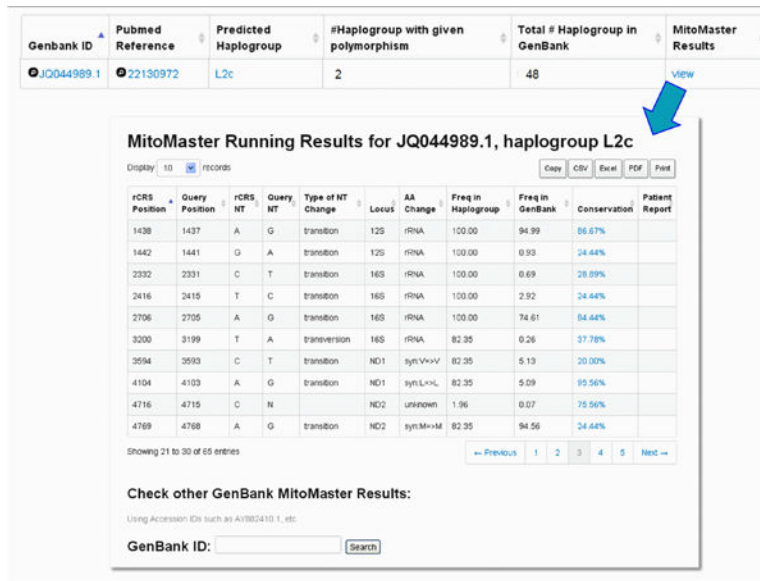 Genbank ID Pubmed Reference Predicted Haplogroup #Haplogroup with given polymorphism Total # Haplogroup in GenBank MitoMaster Results
JQ044989.1 22130972 L2c 2 48 view
MitoMaster Running Results for JQ044989.1, haplogroup L2c
Display 10 records Copy CSV Excel PDF Print
rCRS Position Query Position rCRS NT Query NT Type of NT Change Locus AA Change Freq in Haplogroup Freq in GenBank Conservation Patient Report
1438 1437 A G transition 12S rRNA 100.00 94.99 86.67%
1442 1441 G A transition 12S rRNA 100.00 0.93 24.44%
2332 2331 C T transition 16S rRNA 100.00 0.69 28.89%
2416 2415 T C transition 16S rRNA 100.00 2.92 24.44%
2706 2705 A G transition 16S rRNA 100.00 74.61 84.44%
3200 3199 T A transversion 16S rRNA 82.35 0.26 37.78%
3594 3593 C T transition ND1 syn:V=>V 82.35 5.13 20.00%
4104 4103 A G transition ND1 syn:L=>L 82.35 5.09 95.56%
4716 4715 C N ND2 unknown 1.96 0.07 75.56%
4769 4768 A G transition ND2 syn:M=>M 82.35 94.56 24.44%
Showing 21 to 30 of 65 entries ← Previous 1 2 3 4 5 Next →
Check other GenBank MitoMaster Results:
Using Accession IDs such as AY882410.1, etc
GenBank ID: Search